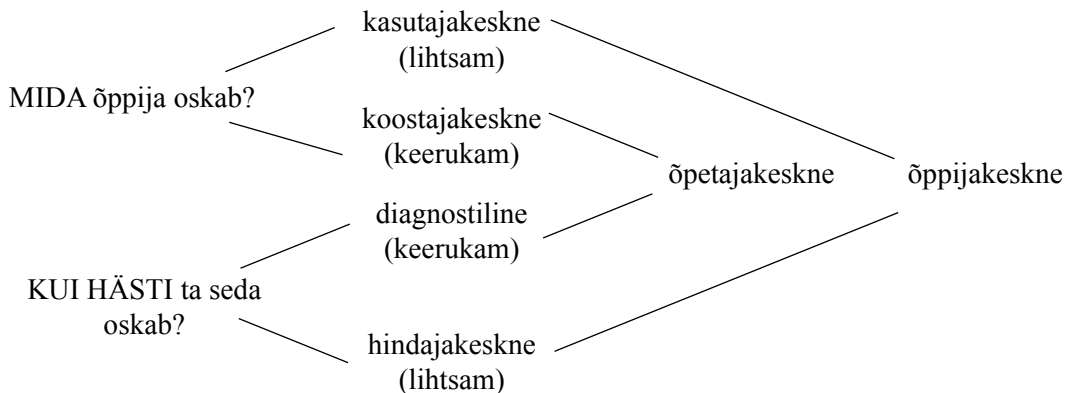 kasutajakeskne
(lihtsam)
MIDA õppija oskab?
koostajakeskne
(keerukam)
õpetajakeskne
õppijakeskne
diagnostiline
(keerukam)
KUI HÄSTI ta seda
oskab?
hindajakeskne
(lihtsam)